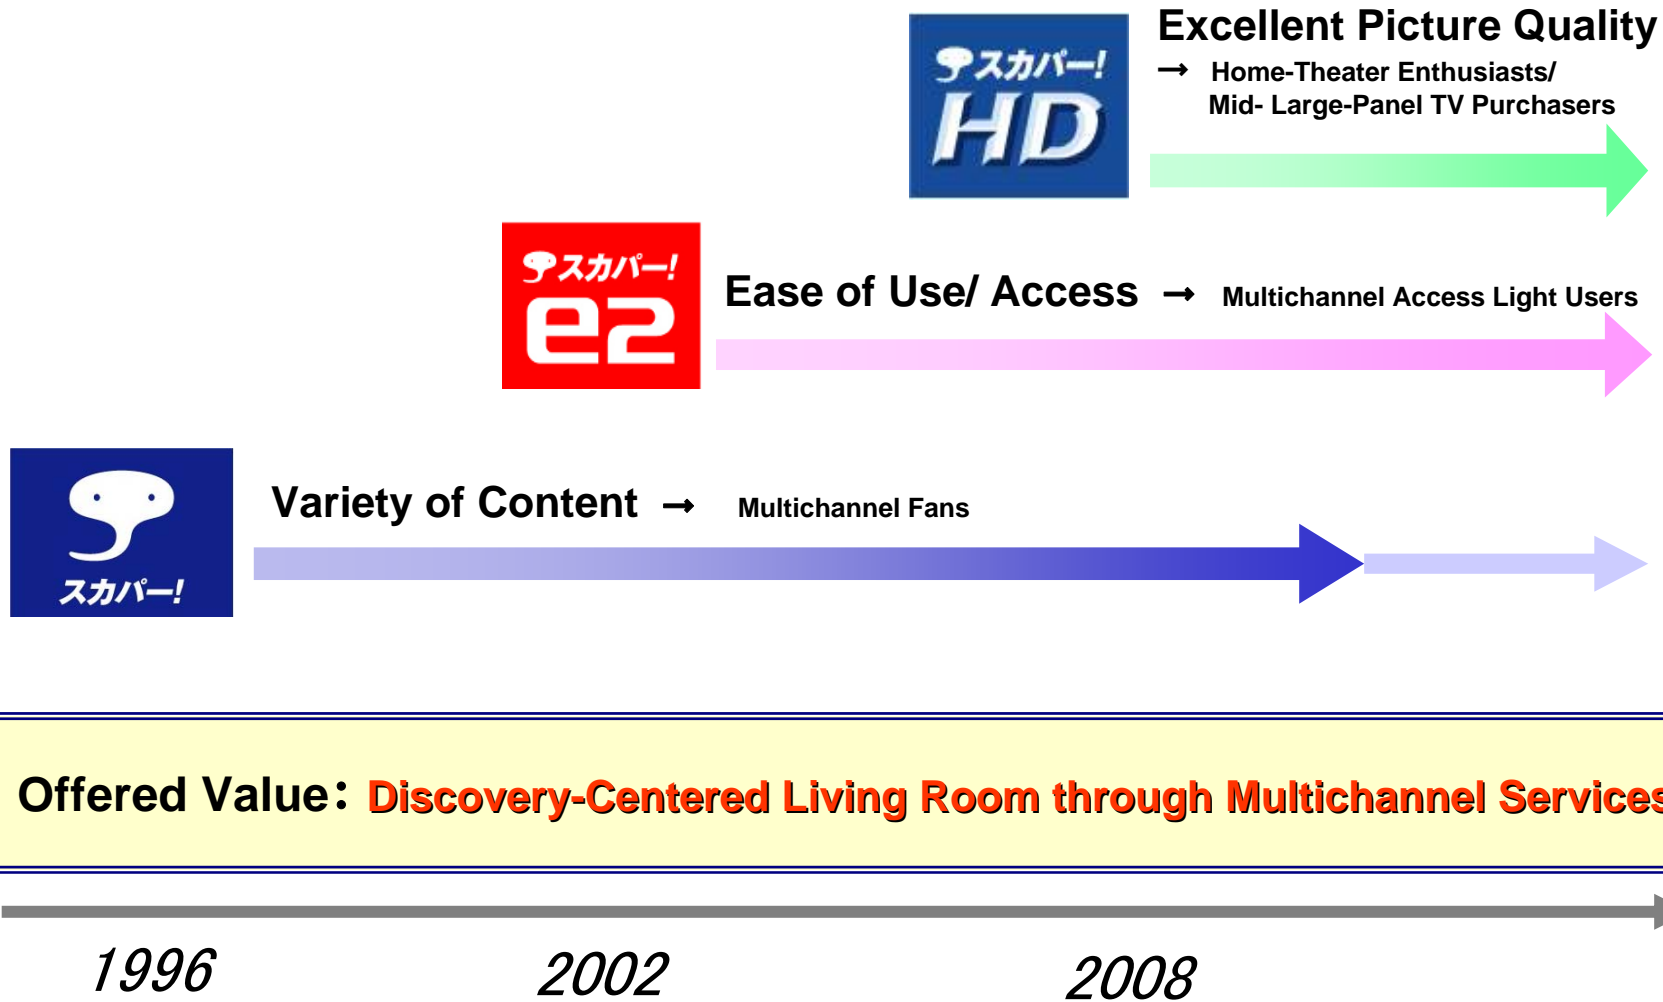 スカパー!
HD
Excellent Picture Quality
→ Home-Theater Enthusiasts/
Mid- Large-Panel TV Purchasers
スカパー!
e2
Ease of Use/ Access → Multichannel Access Light Users
スカパー!
Variety of Content → Multichannel Fans
Offered Value: Discovery-Centered Living Room through Multichannel Services
1996
2002
2008